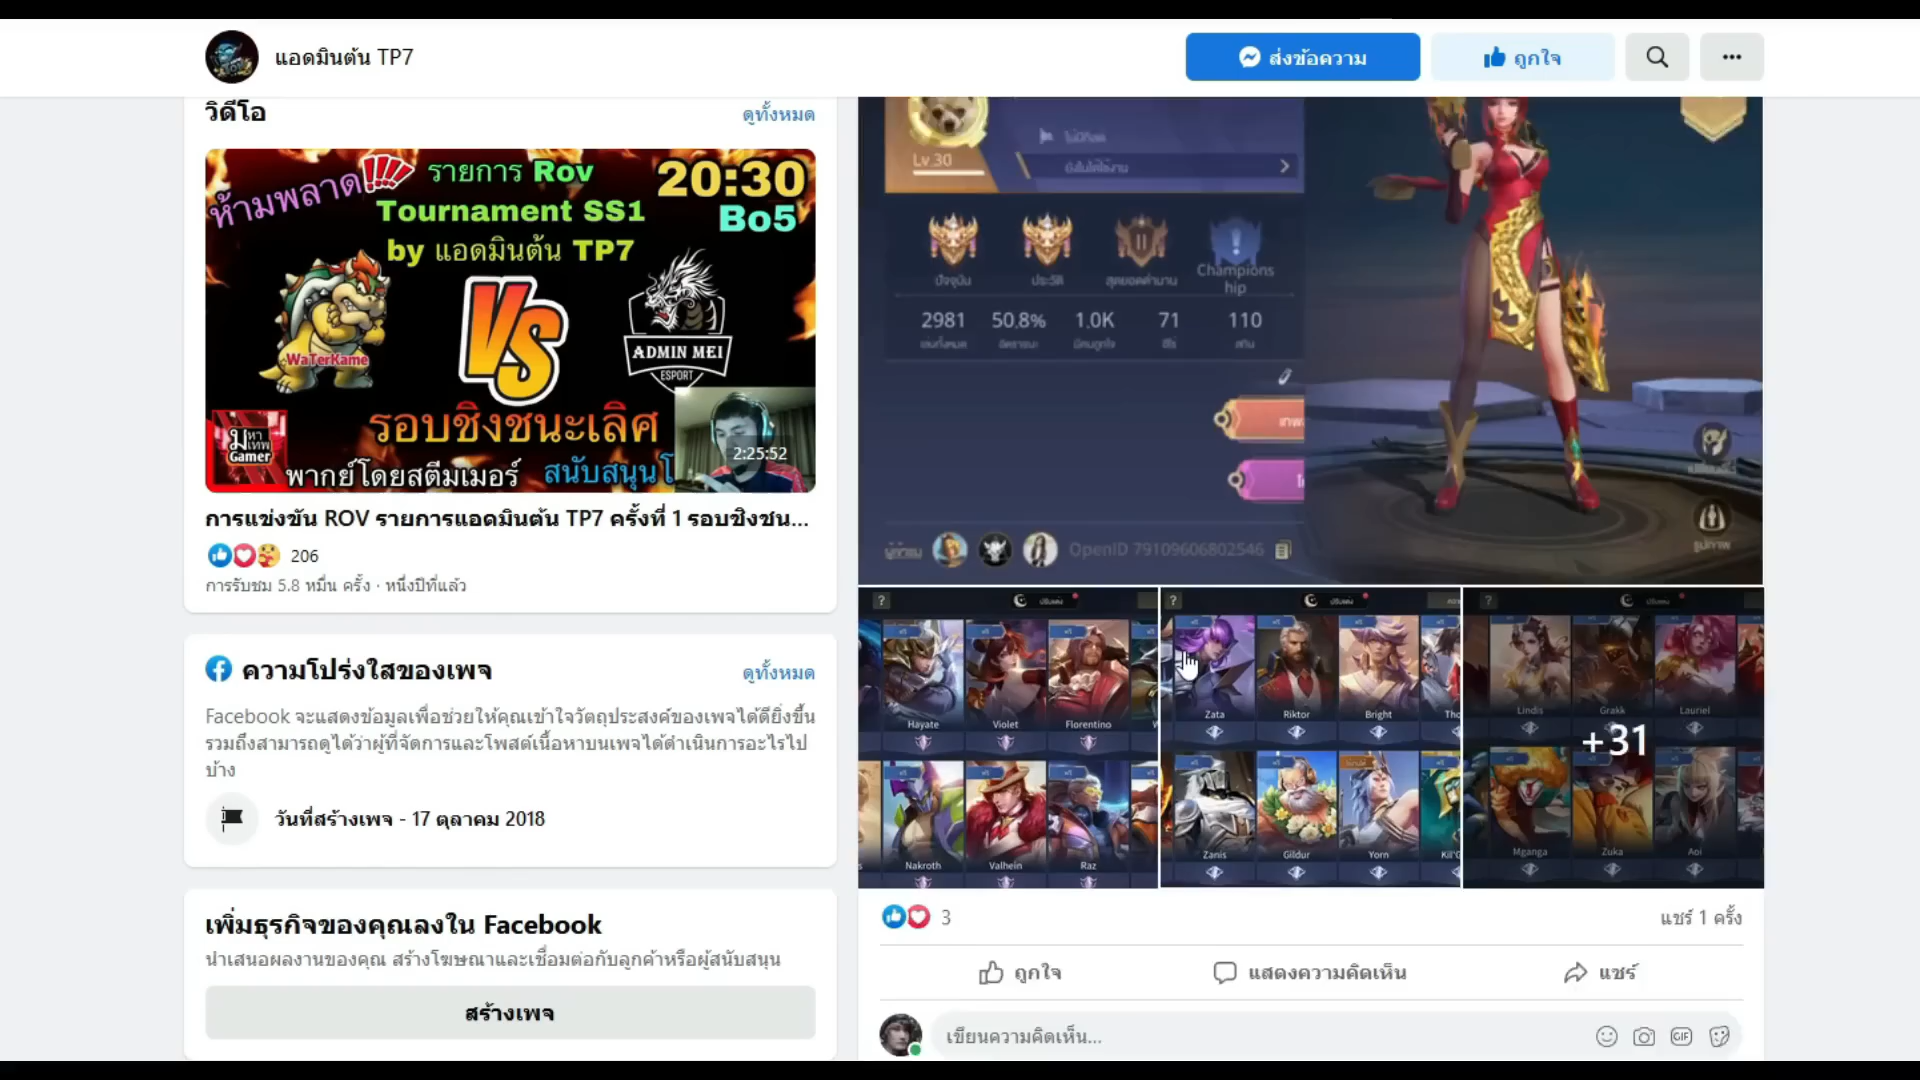 แอดมินต้น TP7
ส่งข้อความ
ถูกใจ
วิดีโอ
ดูทั้งหมด
ห้ามพลาด!!!
รายการ Rov
20:30
Tournament SS1
Bo5
by แอดมินต้น TP7
WaTerKame
VS
ADMIN MEI
ESPORT
รอบชิงชนะเลิศ
มหาเทพ
Gamer
พากย์โดยสตีมเมอร์
สนับสนุนโ
2:25:52
การแข่งขัน ROV รายการแอดมินต้น TP7 ครั้งที่ 1 รอบชิงชน...
206
การรับชม 5.8 หมื่น ครั้ง · หนึ่งปีที่แล้ว
ความโปร่งใสของเพจ
ดูทั้งหมด
Facebook จะแสดงข้อมูลเพื่อช่วยให้คุณเข้าใจวัตถุประสงค์ของเพจได้ดียิ่งขึ้น
รวมถึงสามารถดูได้ว่าผู้ที่จัดการและโพสต์เนื้อหาบนเพจได้ดำเนินการอะไรไป
บ้าง
วันที่สร้างเพจ - 17 ตุลาคม 2018
เพิ่มธุรกิจของคุณลงใน Facebook
นำเสนอผลงานของคุณ สร้างโฆษณาและเชื่อมต่อกับลูกค้าหรือผู้สนับสนุน
สร้างเพจ
Lv.30
ปัจจุบัน
ประวัติ
Champions
hip
2981 50.8% 1.0K 71 110
OpenID 79109606802546
Hayate Violet Florentino
Nakroth Valhein Raz
Zata Riktor Bright Tho
Zanis Gildur Yorn Kil'G
Lindis Grakk Lauriel
+31
Mganga Zuka Aoi
3
แชร์ 1 ครั้ง
ถูกใจ
แสดงความคิดเห็น
แชร์
เขียนความคิดเห็น...
GIF